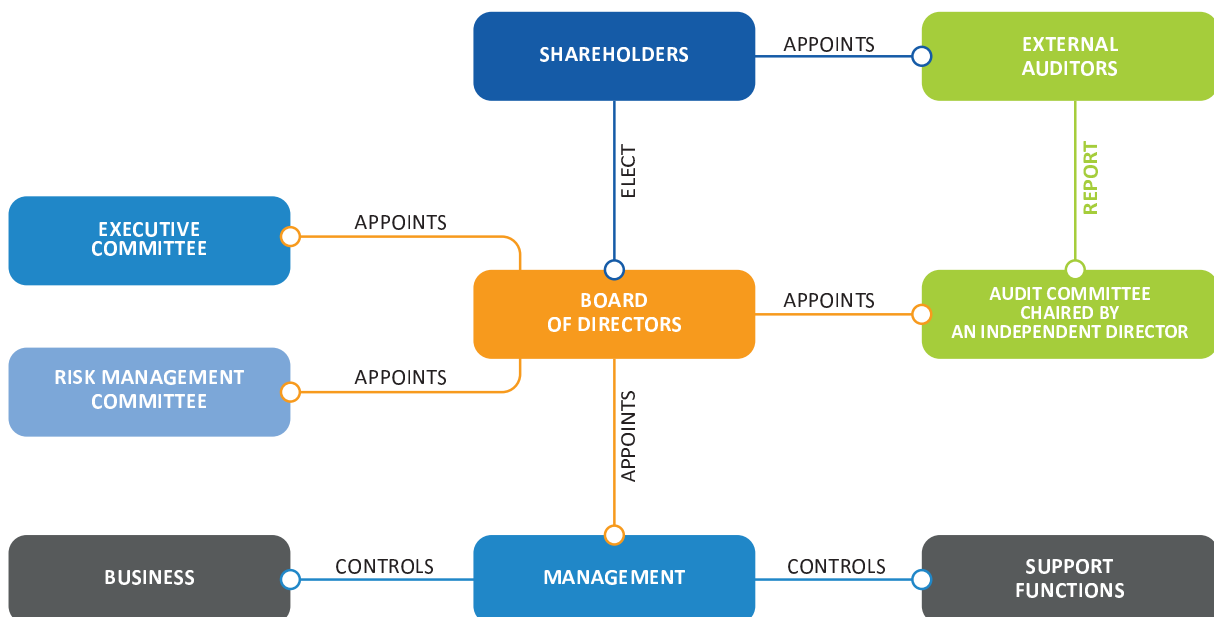 SHAREHOLDERS
APPOINTS
EXTERNAL
AUDITORS
ELECT
REPORT
EXECUTIVE
COMMITTEE
APPOINTS
BOARD
OF DIRECTORS
APPOINTS
AUDIT COMMITTEE
CHAIRED BY
AN INDEPENDENT DIRECTOR
RISK MANAGEMENT
COMMITTEE
APPOINTS
APPOINTS
BUSINESS
CONTROLS
MANAGEMENT
CONTROLS
SUPPORT
FUNCTIONS